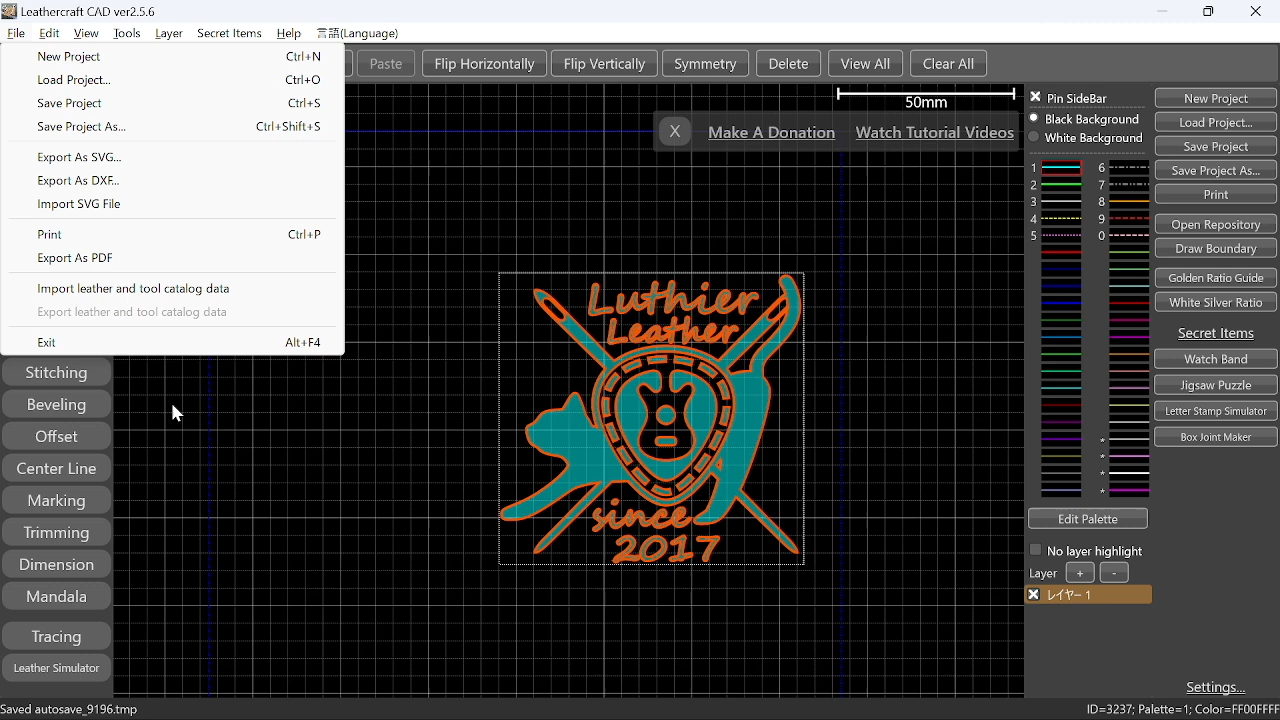 Leathercraft CAD ver2.5.6
File Edit View Tools Layer Secret Items Help 言語(Language)
New Project Ctrl+N
Load Project... Ctrl+O
Save Project Ctrl+S
Save Project As... Ctrl+Shift+S
Export As SVG...
Export As DXF...
Import SVG File
Print Ctrl+P
Export As PDF
Import leather and tool catalog data
Export leather and tool catalog data
Exit Alt+F4
Paste Flip Horizontally Flip Vertically Symmetry Delete View All Clear All
50mm
X Make A Donation Watch Tutorial Videos
Stitching
Beveling
Offset
Center Line
Marking
Trimming
Dimension
Mandala
Tracing
Leather Simulator
Luthier
Leather
since
2017
Pin SideBar
Black Background
White Background
1 6
2 7
3 8
4 9
5 0
*
*
*
*
Edit Palette
No layer highlight
Layer + -
レイヤー 1
New Project
Load Project...
Save Project
Save Project As...
Print
Open Repository
Draw Boundary
Golden Ratio Guide
White Silver Ratio
Secret Items
Watch Band
Jigsaw Puzzle
Letter Stamp Simulator
Box Joint Maker
Settings...
Saved autosave_9196.tmp
ID=3237; Palette=1; Color=FF00FFFF